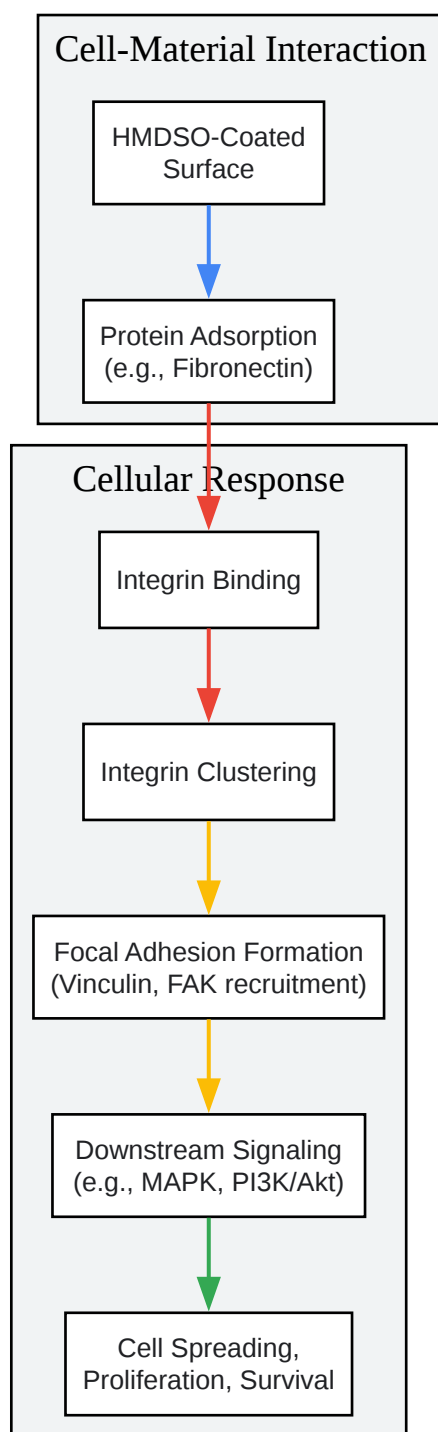 Cell-Material Interaction
HMDSO-Coated
Surface
Protein Adsorption
(e.g., Fibronectin)
Cellular Response
Integrin Binding
Integrin Clustering
Focal Adhesion Formation
(Vinculin, FAK recruitment)
Downstream Signaling
(e.g., MAPK, PI3K/Akt)
Cell Spreading,
Proliferation, Survival